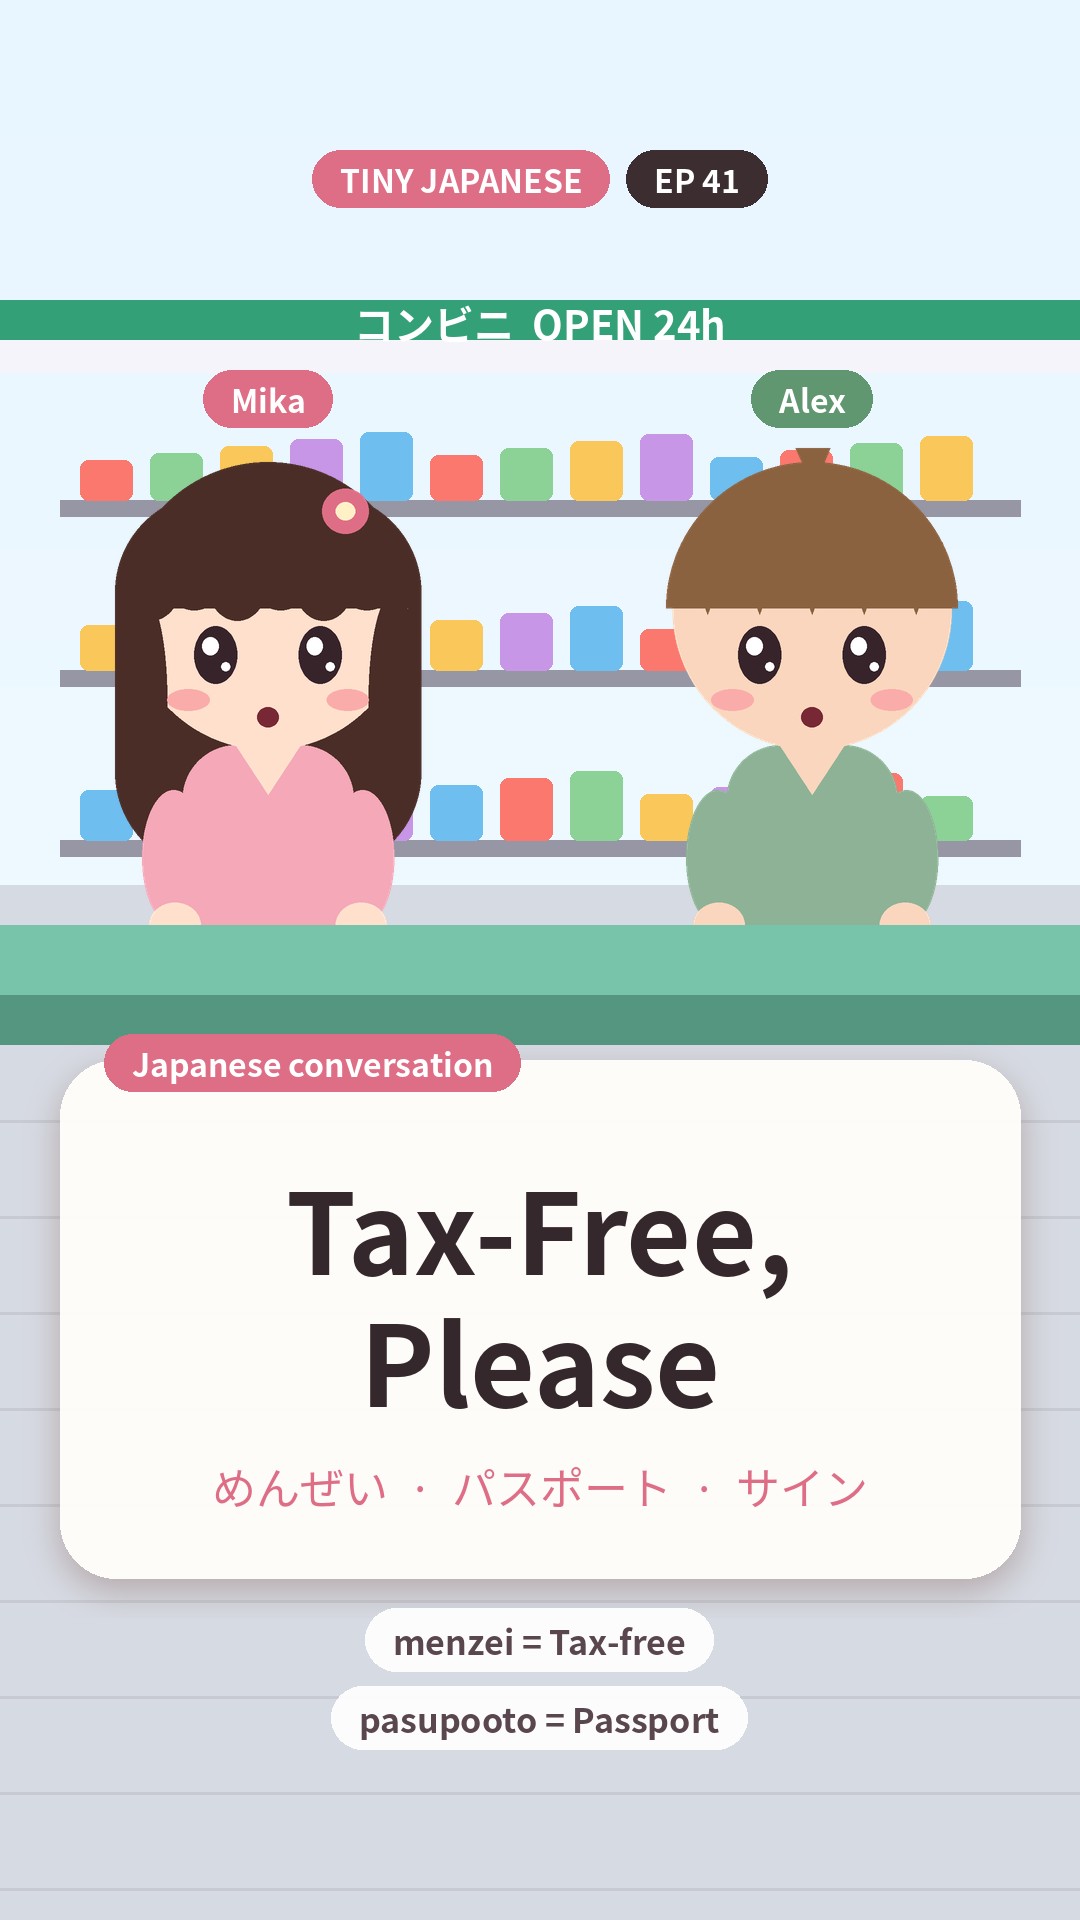 TINY JAPANESE EP 41
コンビニ OPEN 24h
Mika
Alex
Japanese conversation
Tax-Free,
Please
めんぜい · パスポート · サイン
menzei = Tax-free
pasupooto = Passport